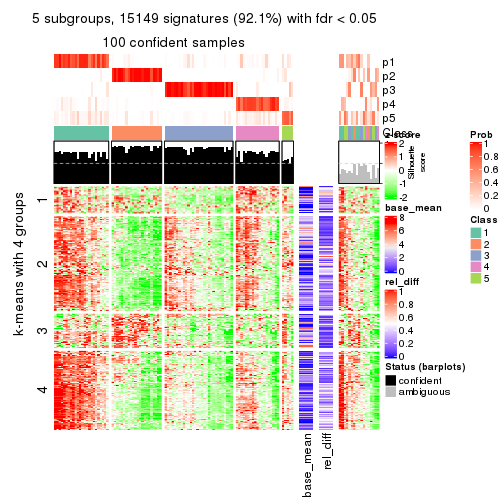 5 subgroups, 15149 signatures (92.1%) with fdr < 0.05
100 confident samples
p1
p2
p3
p4
p5
Class
k-means with 4 groups
1
2
3
4
base_mean
rel_diff
z-score
2
1
0
-1
-2
Silhouette
score
base_mean
8
6
4
2
0
rel_diff
1
0.8
0.6
0.4
0.2
0
Status (barplots)
confident
ambiguous
Prob
1
0.8
0.6
0.4
0.2
0
Class
1
2
3
4
5